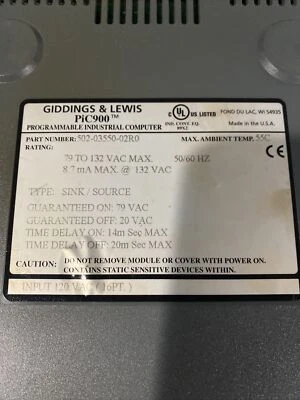 GIDDINGS & LEWIS
PiC900™
PROGRAMMABLE INDUSTRIAL COMPUTER
C UL US LISTED
IND. CONT. EQ.
99X2
FOND DU LAC, WI 54935
Made in the U.S.A.
PART NUMBER: 502-03550-02R0
MAX. AMBIENT TEMP. 55C
RATING:
79 TO 132 VAC MAX. 50/60 HZ
8.7 mA MAX. @ 132 VAC
TYPE: SINK / SOURCE
GUARANTEED ON: 79 VAC
GUARANTEED OFF: 20 VAC
TIME DELAY ON: 14m Sec MAX
TIME DELAY OFF: 20m Sec MAX
CAUTION: DO NOT REMOVE MODULE OR COVER WITH POWER ON.
CONTAINS STATIC SENSITIVE DEVICES WITHIN.
INPUT 120 VAC ( 16PT. )